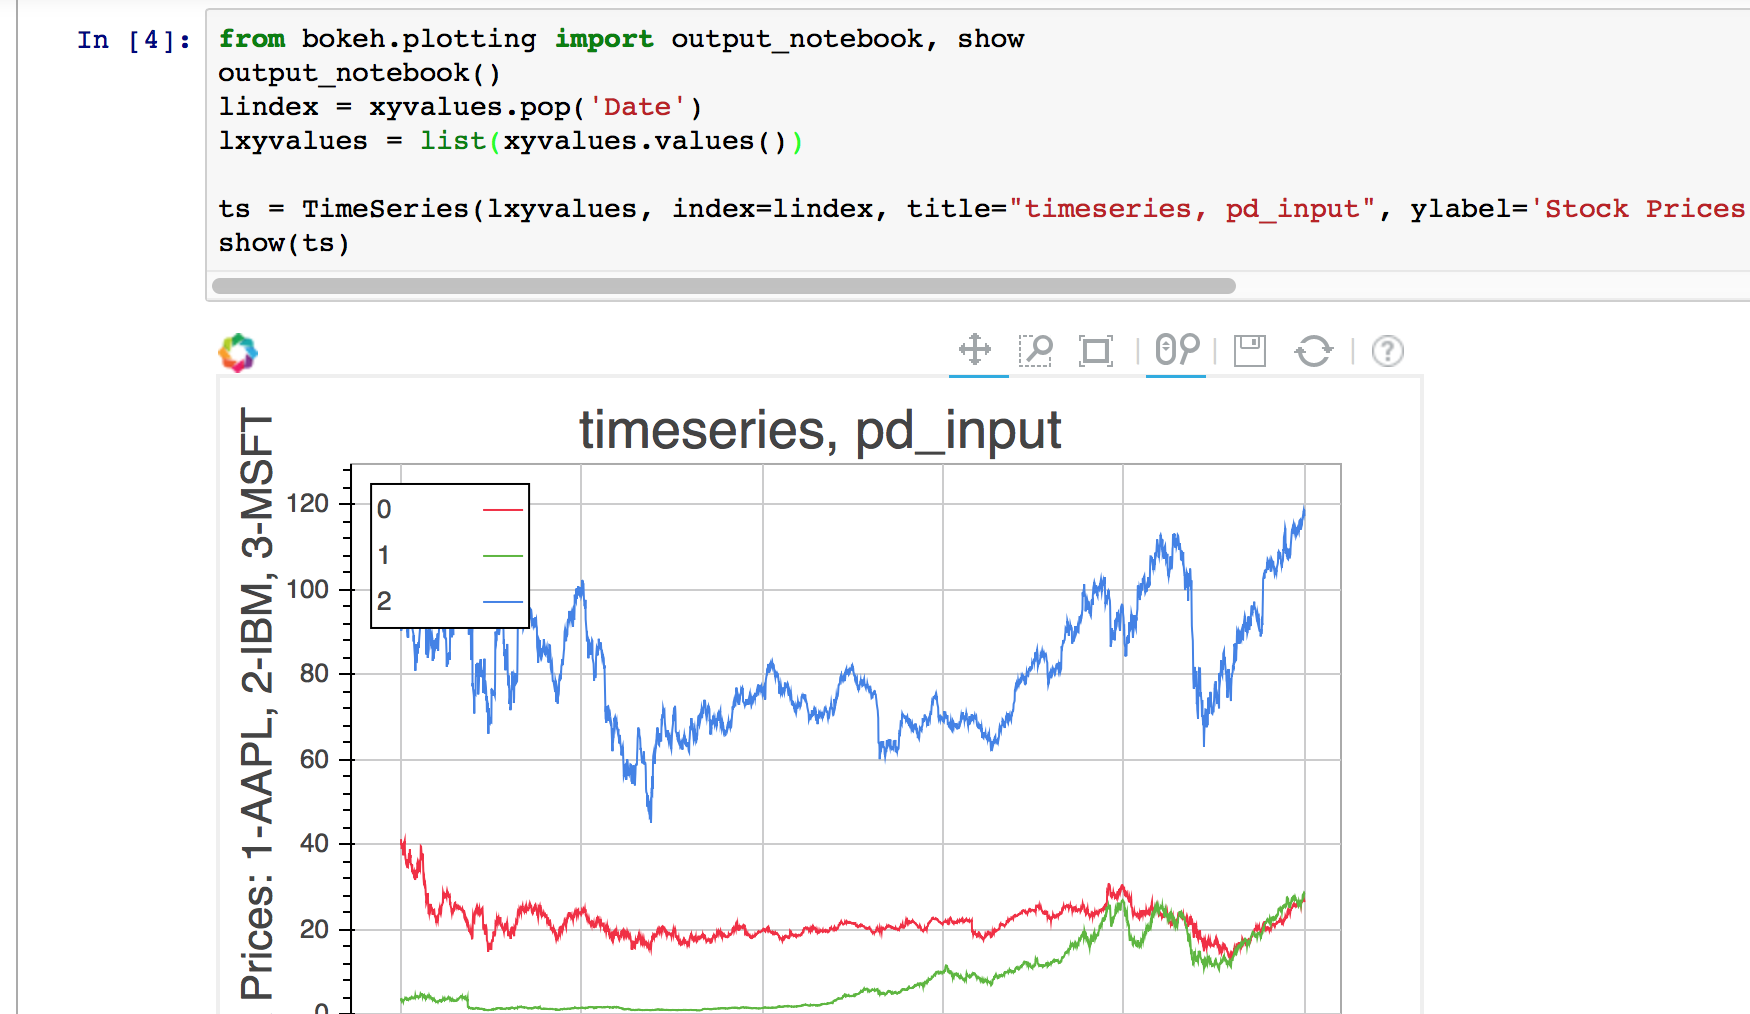 In [4]:
from bokeh.plotting import output_notebook, show
output_notebook()
lindex = xyvalues.pop('Date')
lxyvalues = list(xyvalues.values())
ts = TimeSeries(lxyvalues, index=lindex, title="timeseries, pd_input", ylabel='Stock Prices
show(ts)
?
timeseries, pd_input
Prices: 1-AAPL, 2-IBM, 3-MSFT
120
100
80
60
40
20
0
0
1
2